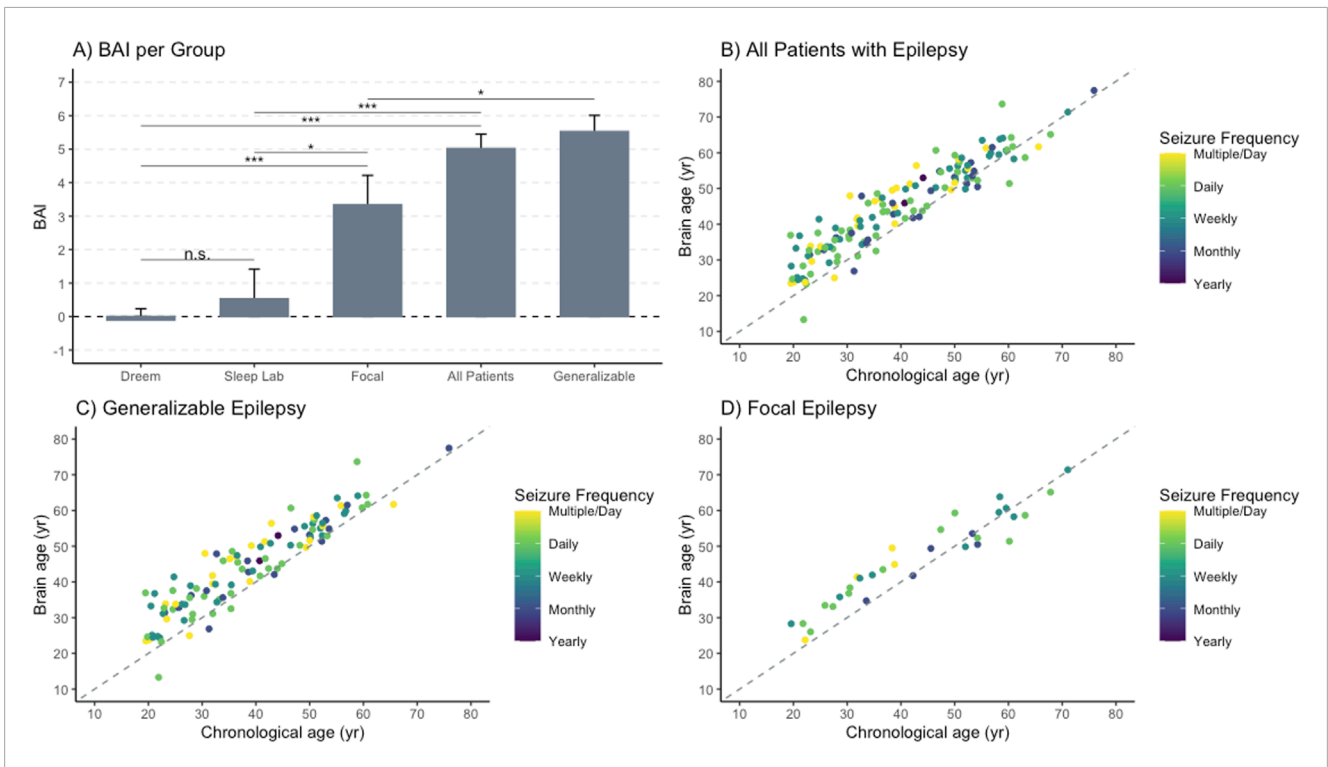 A) BAI per Group
7
6
5
4
3
2
1
0
-1
BAI
n.s.
***
*
***
***
*
Dreem Sleep Lab Focal All Patients Generalizable
B) All Patients with Epilepsy
80
70
60
50
40
30
20
10
Brain age (yr)
10 20 30 40 50 60 70 80
Chronological age (yr)
Seizure Frequency
Multiple/Day
Daily
Weekly
Monthly
Yearly
C) Generalizable Epilepsy
80
70
60
50
40
30
20
10
Brain age (yr)
10 20 30 40 50 60 70 80
Chronological age (yr)
Seizure Frequency
Multiple/Day
Daily
Weekly
Monthly
Yearly
D) Focal Epilepsy
80
70
60
50
40
30
20
10
Brain age (yr)
10 20 30 40 50 60 70 80
Chronological age (yr)
Seizure Frequency
Multiple/Day
Daily
Weekly
Monthly
Yearly